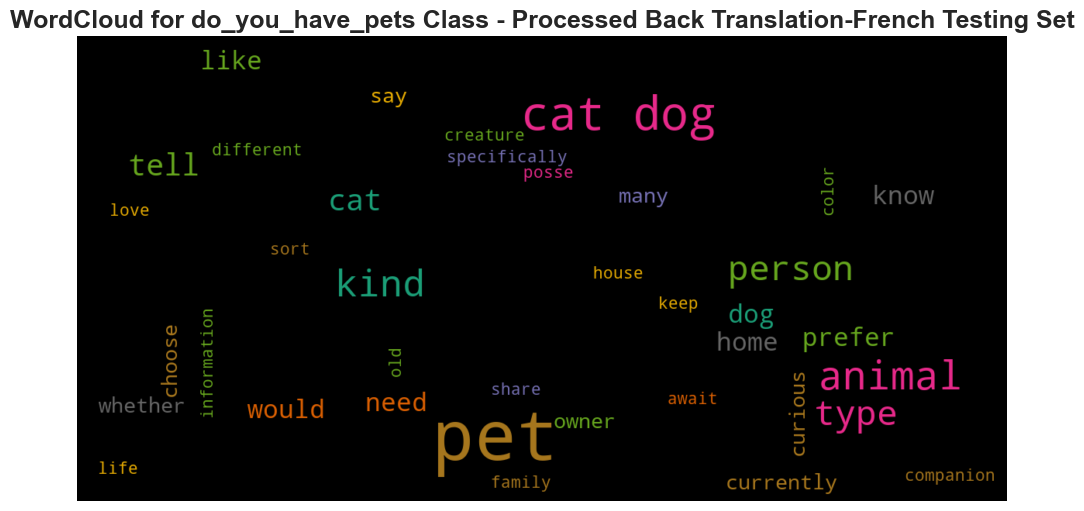 WordCloud for do_you_have_pets Class - Processed Back Translation-French Testing Set
like
say
cat dog
creature
different
specifically
tell
posse
color
many
know
cat
love
sort
person
house
kind
keep
dog
home
prefer
choose
information
old
animal
share
await
curious
whether
would
need
type
owner
pet
life
family
currently
companion